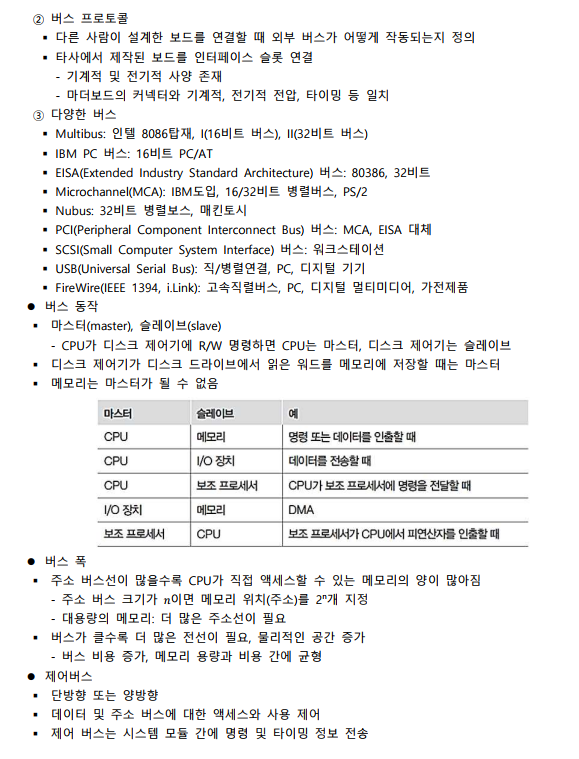 ② 버스 프로토콜
▪ 다른 사람이 설계한 보드를 연결할 때 외부 버스가 어떻게 작동되는지 정의
▪ 타사에서 제작된 보드를 인터페이스 슬롯 연결
- 기계적 및 전기적 사양 존재
- 마더보드의 커넥터와 기계적, 전기적 전압, 타이밍 등 일치
③ 다양한 버스
▪ Multibus: 인텔 8086탑재, I(16비트 버스), II(32비트 버스)
▪ IBM PC 버스: 16비트 PC/AT
▪ EISA(Extended Industry Standard Architecture) 버스: 80386, 32비트
▪ Microchannel(MCA): IBM도입, 16/32비트 병렬버스, PS/2
▪ Nubus: 32비트 병렬보스, 매킨토시
▪ PCI(Peripheral Component Interconnect Bus) 버스: MCA, EISA 대체
▪ SCSI(Small Computer System Interface) 버스: 워크스테이션
▪ USB(Universal Serial Bus): 직/병렬연결, PC, 디지털 기기
▪ FireWire(IEEE 1394, i.Link): 고속직렬버스, PC, 디지털 멀티미디어, 가전제품
● 버스 동작
▪ 마스터(master), 슬레이브(slave)
- CPU가 디스크 제어기에 R/W 명령하면 CPU는 마스터, 디스크 제어기는 슬레이브
▪ 디스크 제어기가 디스크 드라이브에서 읽은 워드를 메모리에 저장할 때는 마스터
▪ 메모리는 마스터가 될 수 없음
마스터 슬레이브 예
CPU 메모리 명령 또는 데이터를 인출할 때
CPU I/O 장치 데이터를 전송할 때
CPU 보조 프로세서 CPU가 보조 프로세서에 명령을 전달할 때
I/O 장치 메모리 DMA
보조 프로세서 CPU 보조 프로세서가 CPU에서 피연산자를 인출할 때
● 버스 폭
▪ 주소 버스선이 많을수록 CPU가 직접 액세스할 수 있는 메모리의 양이 많아짐
- 주소 버스 크기가 n이면 메모리 위치(주소)를 2ⁿ개 지정
- 대용량의 메모리: 더 많은 주소선이 필요
▪ 버스가 클수록 더 많은 전선이 필요, 물리적인 공간 증가
- 버스 비용 증가, 메모리 용량과 비용 간에 균형
● 제어버스
▪ 단방향 또는 양방향
▪ 데이터 및 주소 버스에 대한 액세스와 사용 제어
▪ 제어 버스는 시스템 모듈 간에 명령 및 타이밍 정보 전송